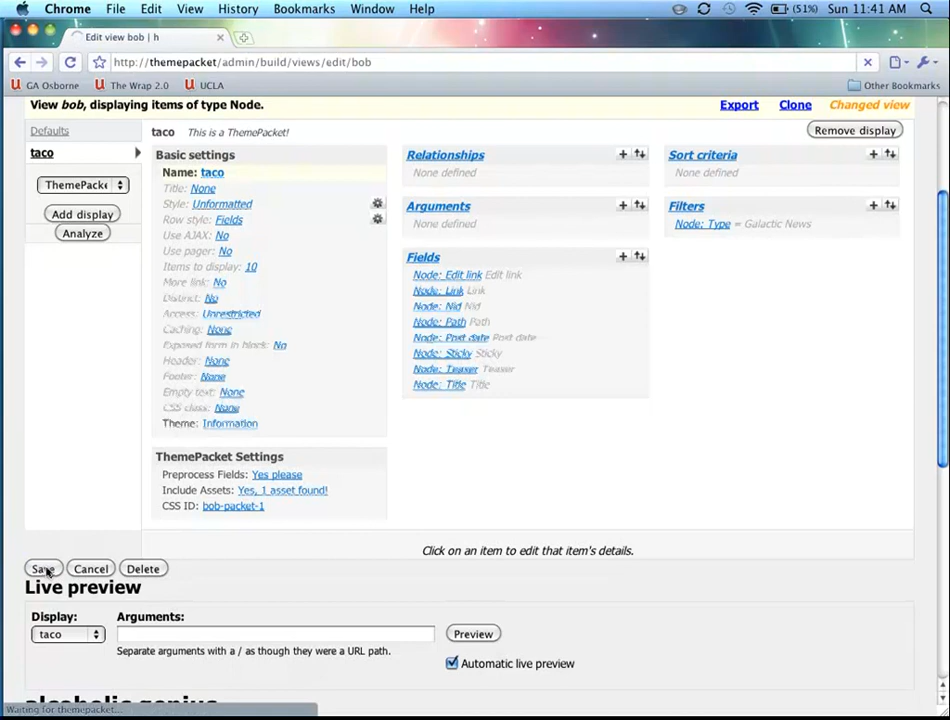 Chrome File Edit View History Bookmarks Window Help (51%) Sun 11:41 AM
Edit view bob | h
http://themepacket/admin/build/views/edit/bob
GA Osborne The Wrap 2.0 UCLA Other Bookmarks
View bob, displaying items of type Node. Export Clone Changed view
Defaults
taco
ThemePack
Add display
Analyze
taco This is a ThemePacket! Remove display
Basic settings
Name: taco
Title: None
Style: Unformatted
Row style: Fields
Use AJAX: No
Use pager: No
Items to display: 10
More link: No
Distinct: No
Access: Unrestricted
Caching: None
Exposed form in block: No
Header: None
Footer: None
Empty text: None
CSS class: None
Theme: Information
ThemePacket Settings
Preprocess Fields: Yes please
Include Assets: Yes, 1 asset found!
CSS ID: bob-packet-1
Relationships
None defined
Arguments
None defined
Fields
Node: Edit link Edit link
Node: Link Link
Node: Nid Nid
Node: Path Path
Node: Post date Post date
Node: Sticky Sticky
Node: Teaser Teaser
Node: Title Title
Sort criteria
None defined
Filters
Node: Type = Galactic News
Click on an item to edit that item's details.
Save Cancel Delete
Live preview
Display: Arguments:
taco Preview
Separate arguments with a / as though they were a URL path.
Automatic live preview
alcoholic genius
Waiting for themepacket...